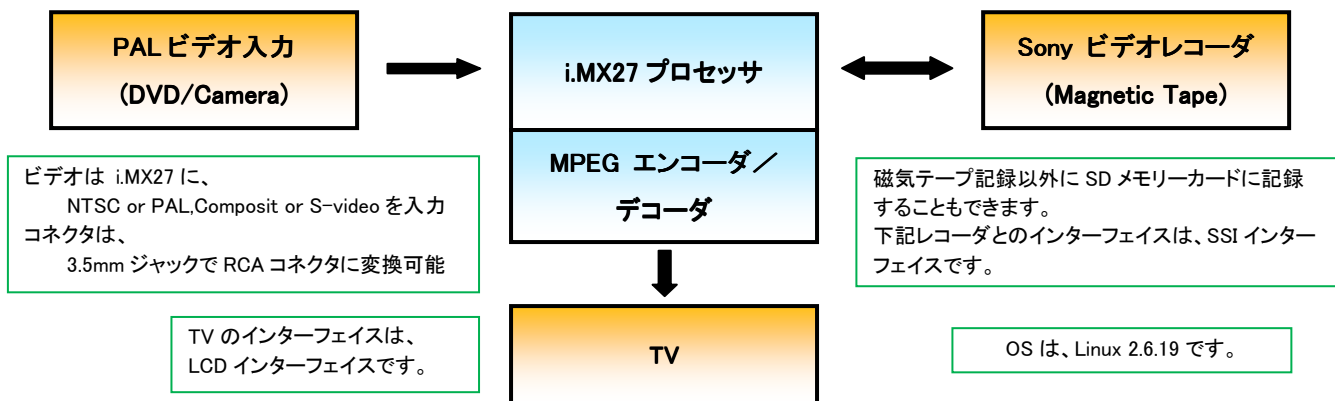 PAL ビデオ入力
(DVD/Camera)
i.MX27 プロセッサ
MPEG エンコーダ／
デコーダ
Sony ビデオレコーダ
(Magnetic Tape)
ビデオは i.MX27 に、
NTSC or PAL,Composit or S-video を入力
コネクタは、
3.5mm ジャックで RCA コネクタに変換可能
磁気テープ記録以外に SD メモリーカードに記録
することもできます。
下記レコーダとのインターフェイスは、SSI インター
フェイスです。
TV のインターフェイスは、
LCD インターフェイスです。
TV
OS は、Linux 2.6.19 です。